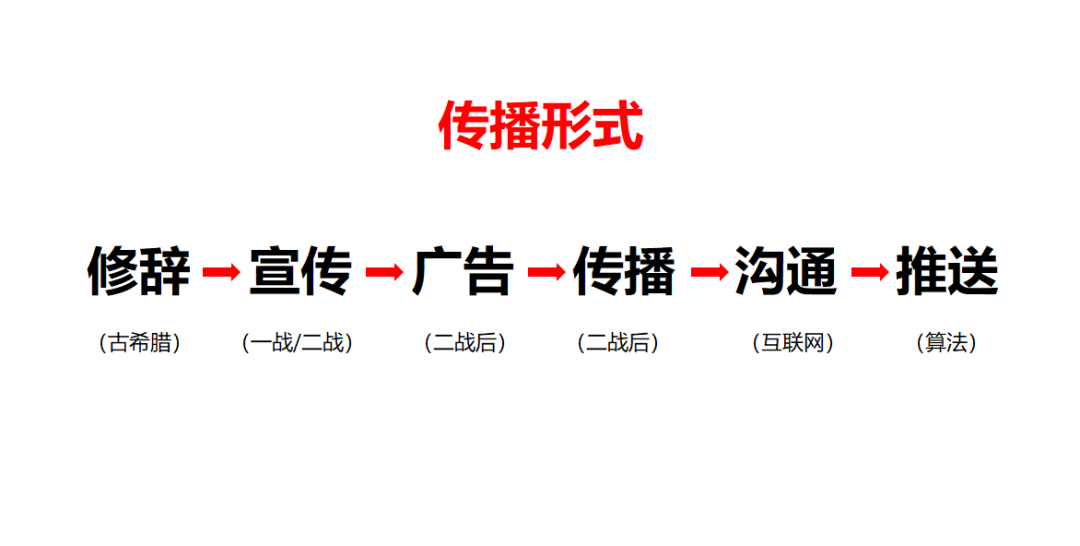 传播形式
修辞➡宣传➡广告➡传播➡沟通➡推送
（古希腊） （一战/二战） （二战后） （二战后） （互联网） （算法）